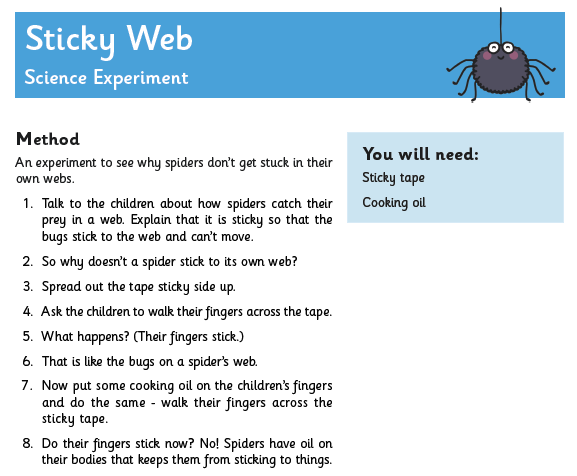 Sticky Web
Science Experiment
Method
An experiment to see why spiders don't get stuck in their
own webs.
1. Talk to the children about how spiders catch their
prey in a web. Explain that it is sticky so that the
bugs stick to the web and can't move.
2. So why doesn't a spider stick to its own web?
3. Spread out the tape sticky side up.
4. Ask the children to walk their fingers across the tape.
5. What happens? (Their fingers stick.)
6. That is like the bugs on a spider's web.
7. Now put some cooking oil on the children's fingers
and do the same - walk their fingers across the
sticky tape.
8. Do their fingers stick now? No! Spiders have oil on
their bodies that keeps them from sticking to things.
You will need:
Sticky tape
Cooking oil